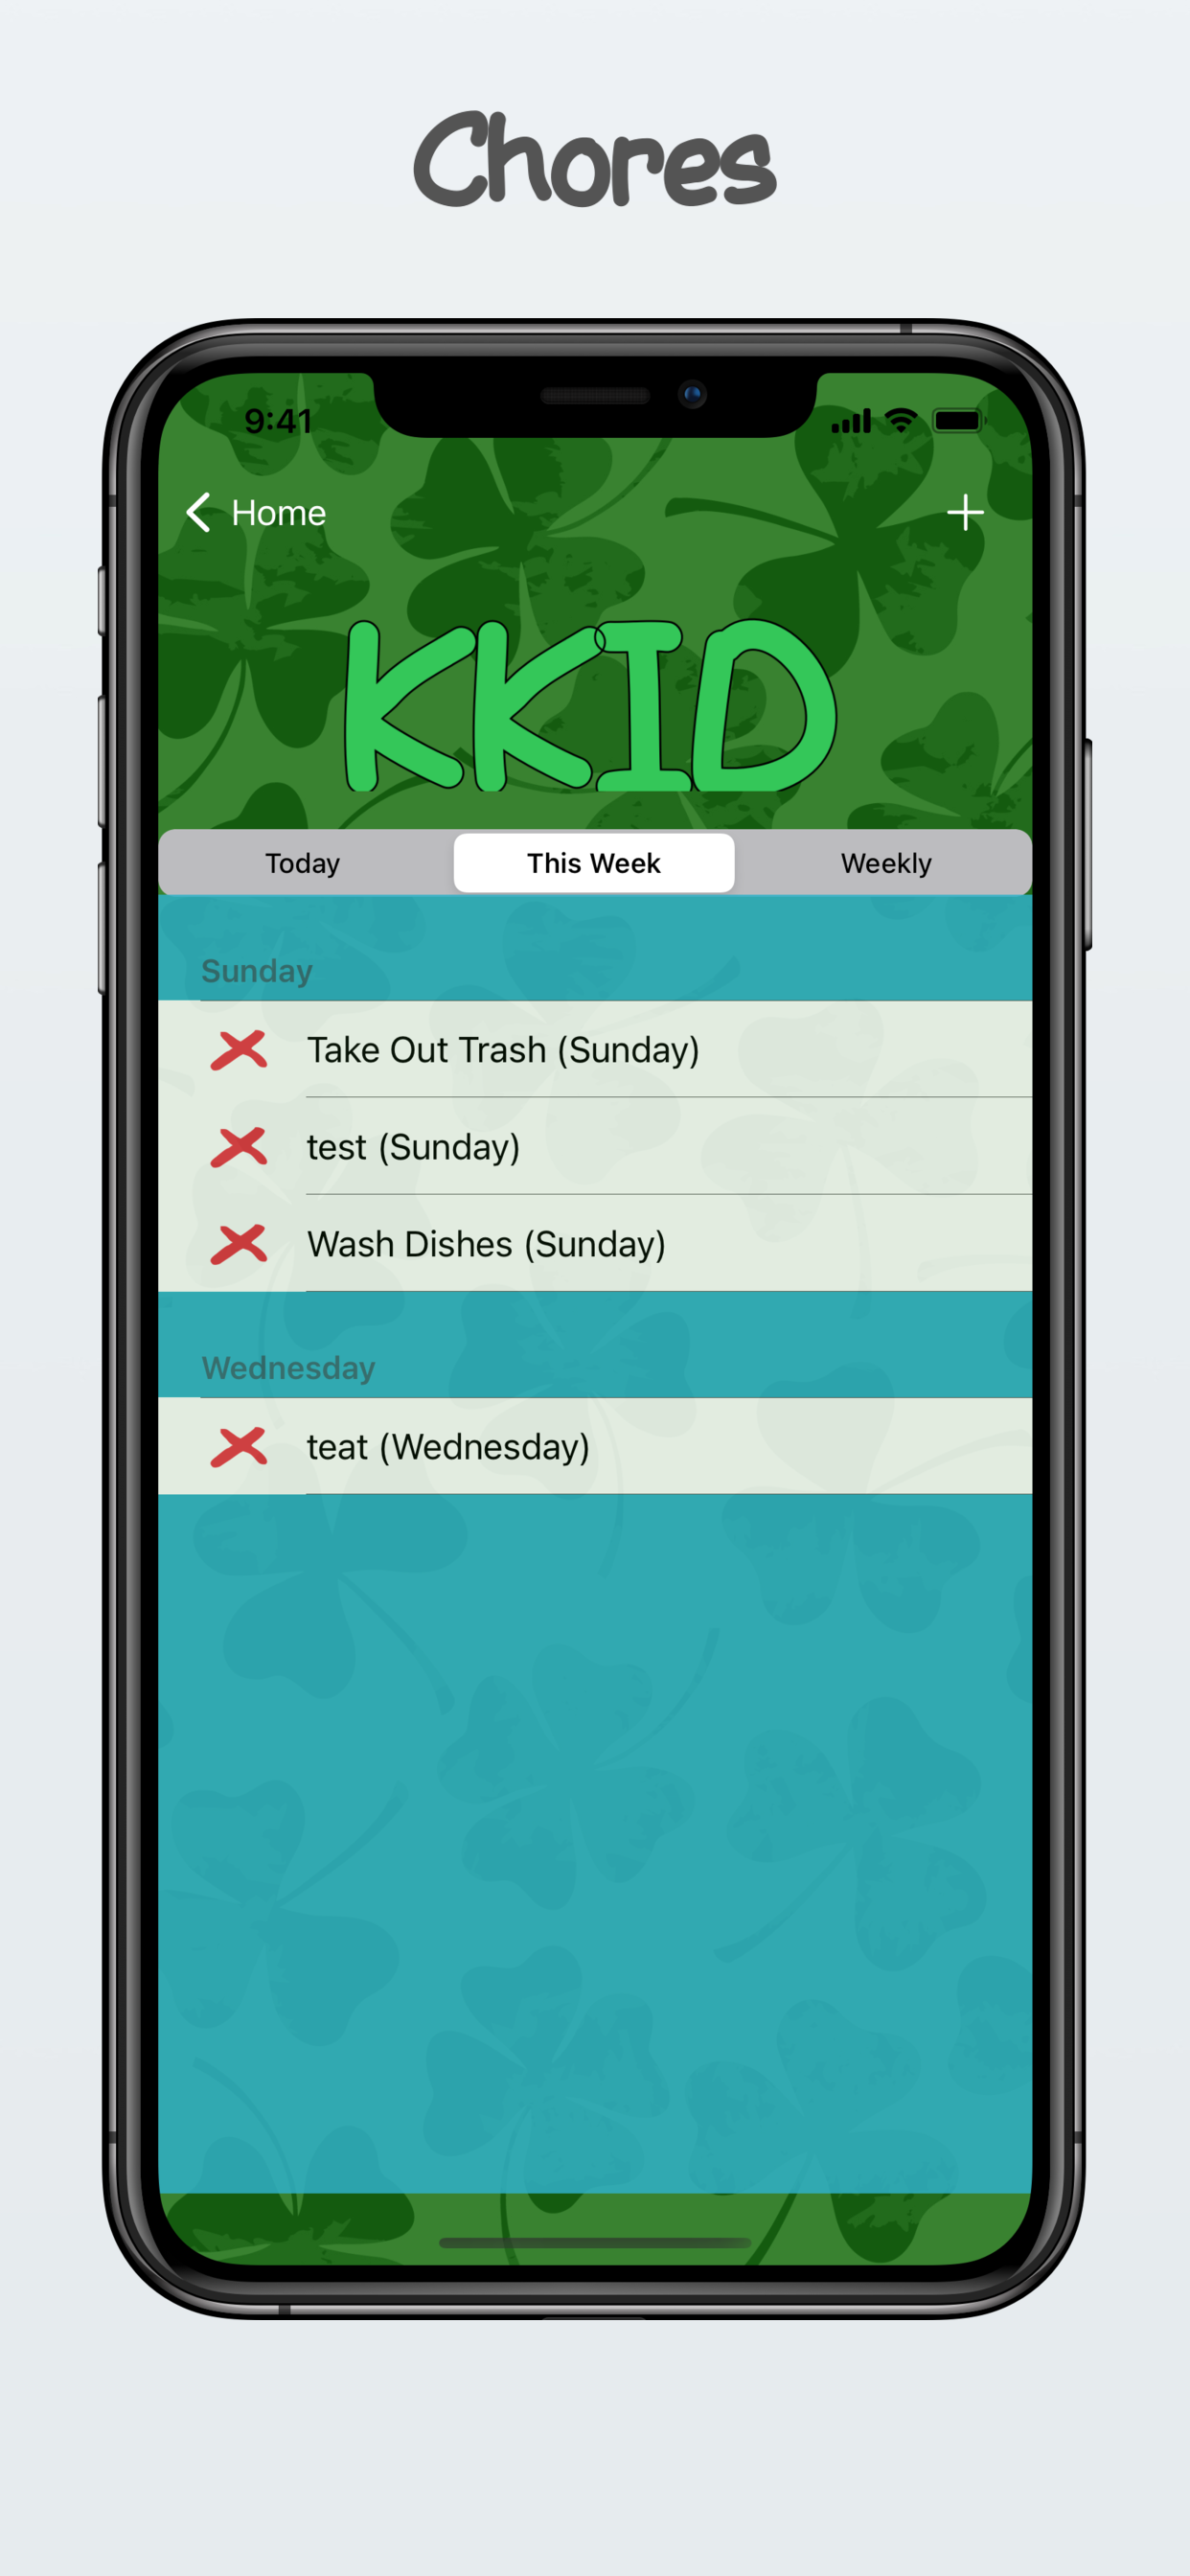 Chores
9:41
Home
KKID
Today This Week Weekly
Sunday
Take Out Trash (Sunday)
test (Sunday)
Wash Dishes (Sunday)
Wednesday
teat (Wednesday)